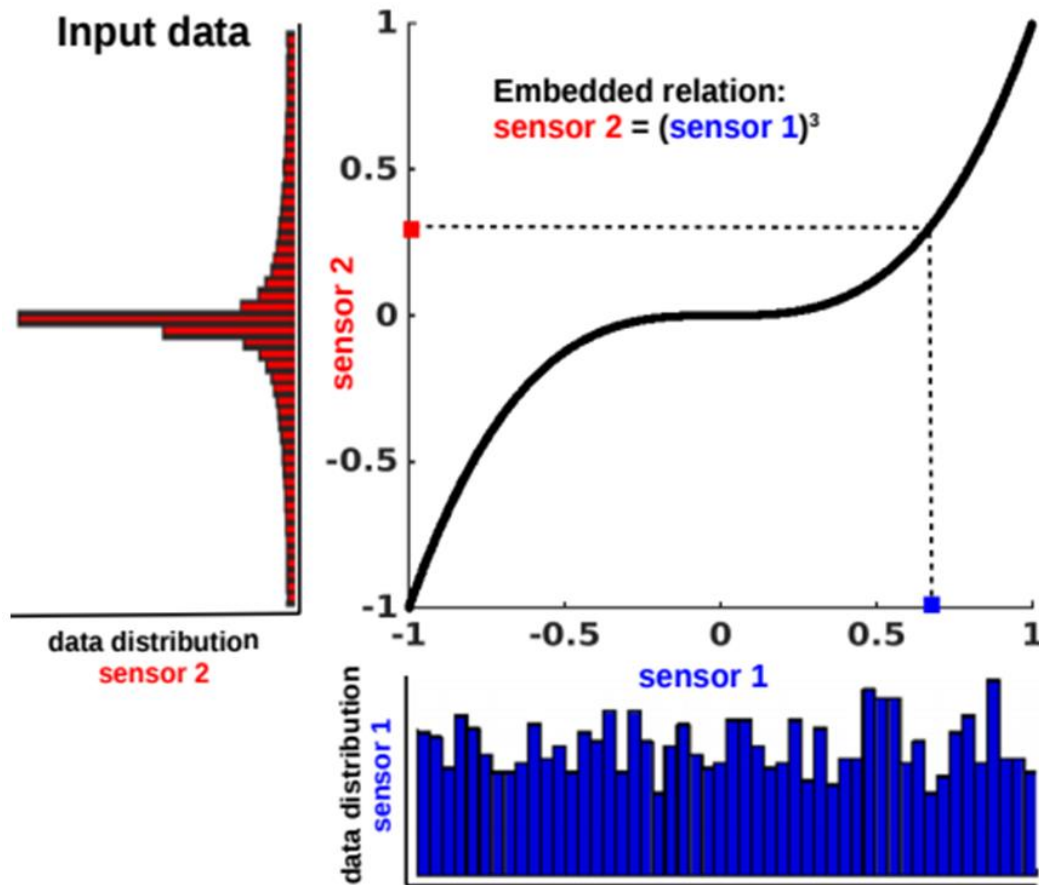 Input data
Embedded relation:
sensor 2 = (sensor 1)³
1
0.5
0
-0.5
-1
sensor 2
-1
-0.5
0
0.5
1
sensor 1
data distribution
sensor 2
data distribution
sensor 1